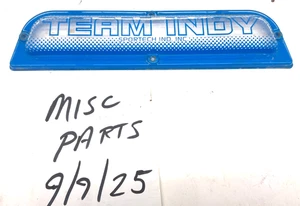 TEAM INDY
SPORTECH IND. INC.
MISC
PARTS
9/9/25